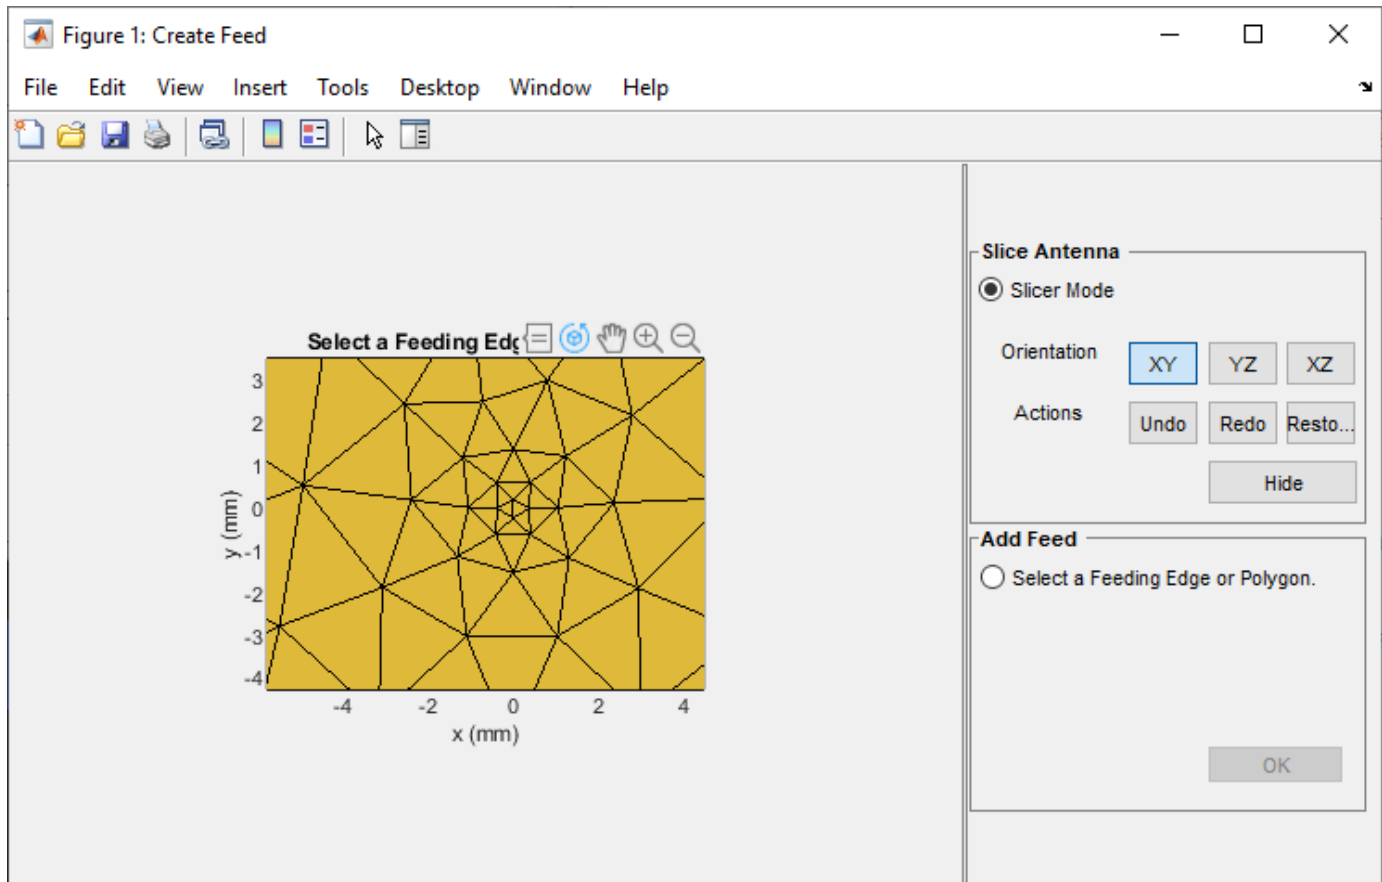 Figure 1: Create Feed
File Edit View Insert Tools Desktop Window Help
Select a Feeding
3
2
1
0
-1
-2
-3
-4
y (mm)
-4 -2 0 2 4
x (mm)
Slice Antenna
Slicer Mode
Orientation XY YZ XZ
Actions Undo Redo Resto...
Hide
Add Feed
Select a Feeding Edge or Polygon.
OK